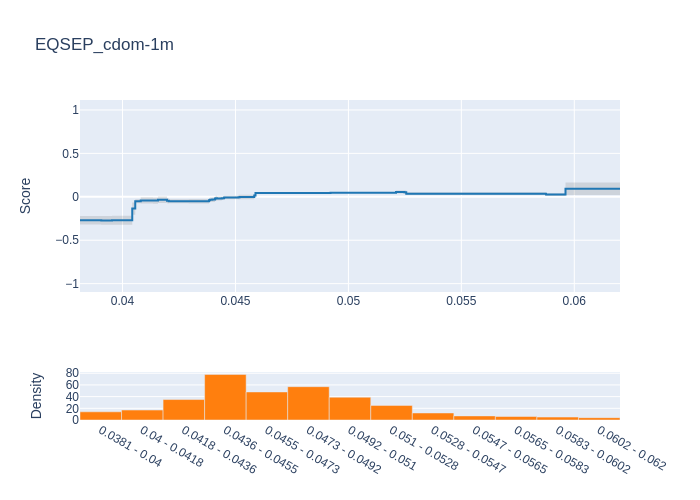 EQSEP_cdom-1m
Score
1
0.5
0
−0.5
−1
0.04 0.045 0.05 0.055 0.06
Density
80
60
40
20
0
0.0381 - 0.04
0.04 - 0.0418
0.0418 - 0.0436
0.0436 - 0.0455
0.0455 - 0.0473
0.0473 - 0.0492
0.0492 - 0.051
0.051 - 0.0528
0.0528 - 0.0547
0.0547 - 0.0565
0.0565 - 0.0583
0.0583 - 0.0602
0.0602 - 0.062